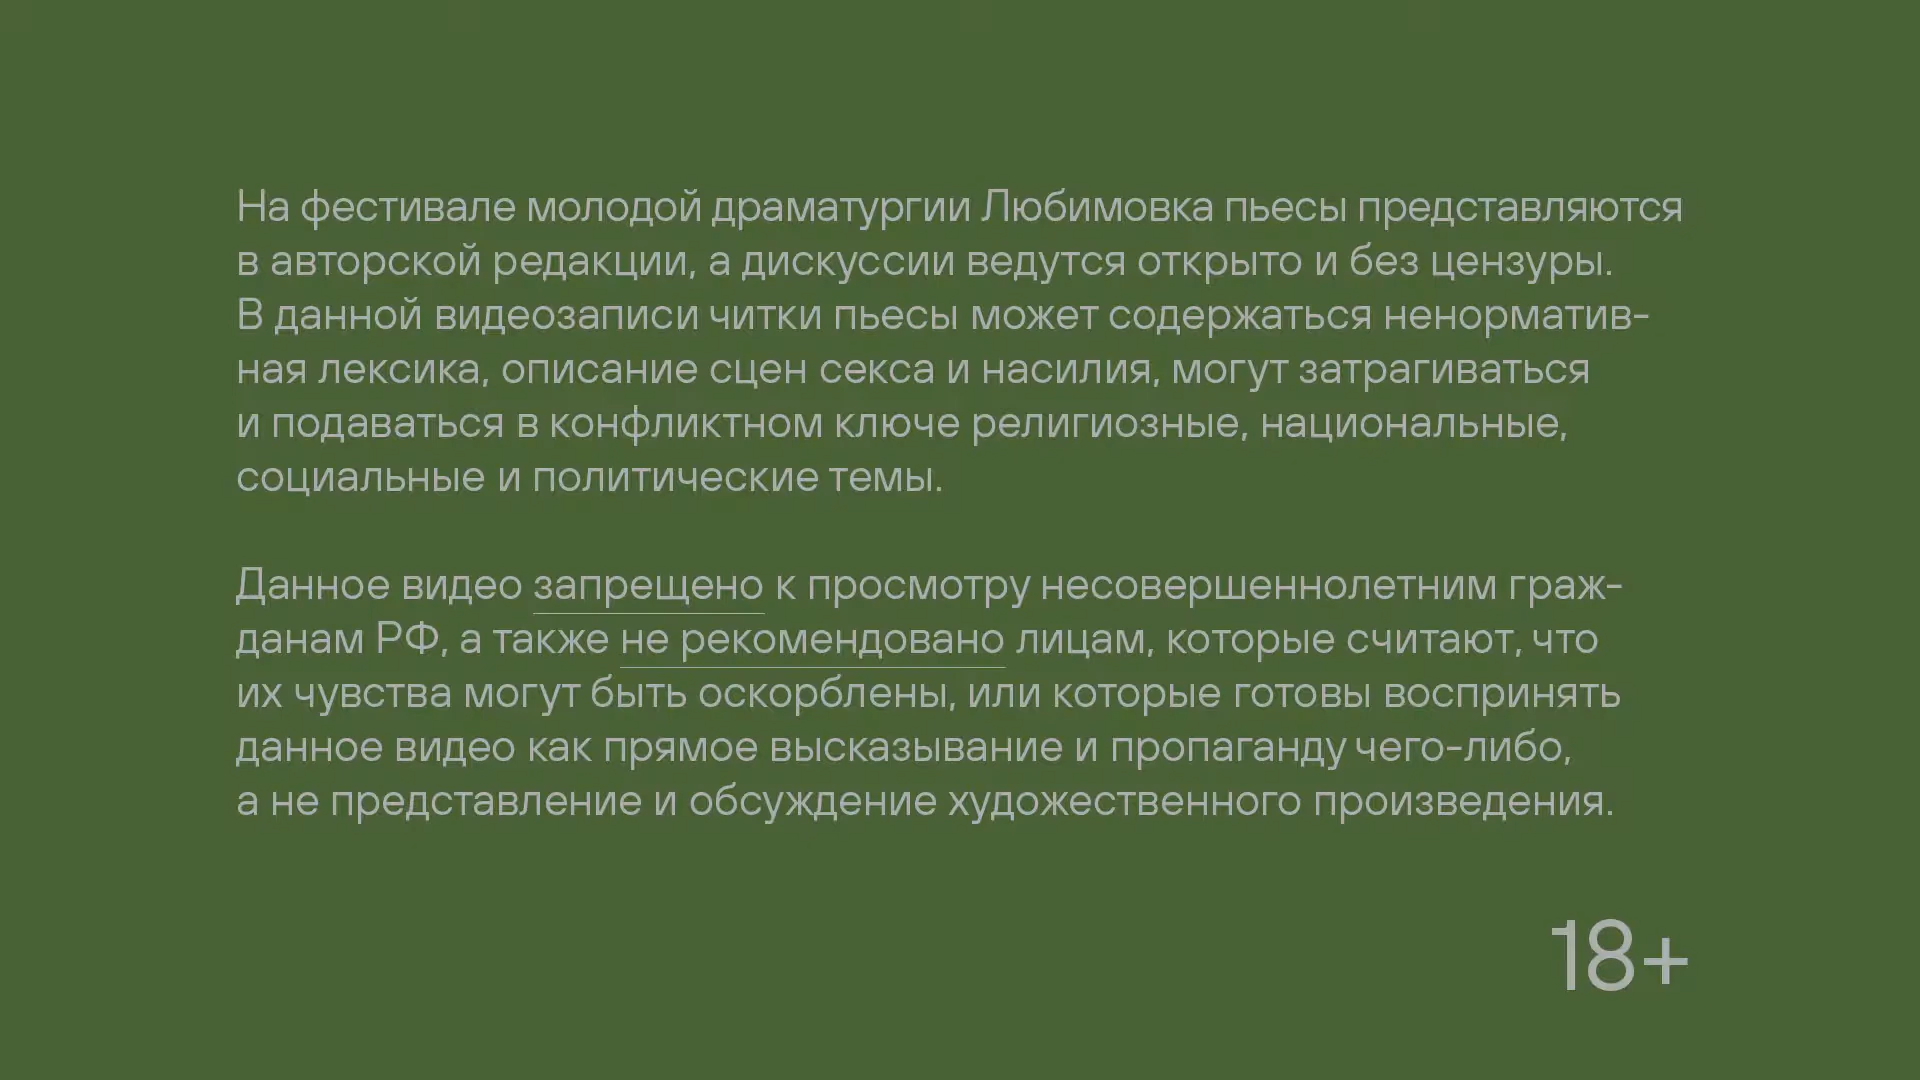 На фестивале молодой драматургии Любимовка пьесы представляются
в авторской редакции, а дискуссии ведутся открыто и без цензуры.
В данной видеозаписи читки пьесы может содержаться ненорматив-
ная лексика, описание сцен секса и насилия, могут затрагиваться
и подаваться в конфликтном ключе религиозные, национальные,
социальные и политические темы.
Данное видео запрещено к просмотру несовершеннолетним граж-
данам РФ, а также не рекомендовано лицам, которые считают, что
их чувства могут быть оскорблены, или которые готовы воспринять
данное видео как прямое высказывание и пропаганду чего-либо,
а не представление и обсуждение художественного произведения.
18+